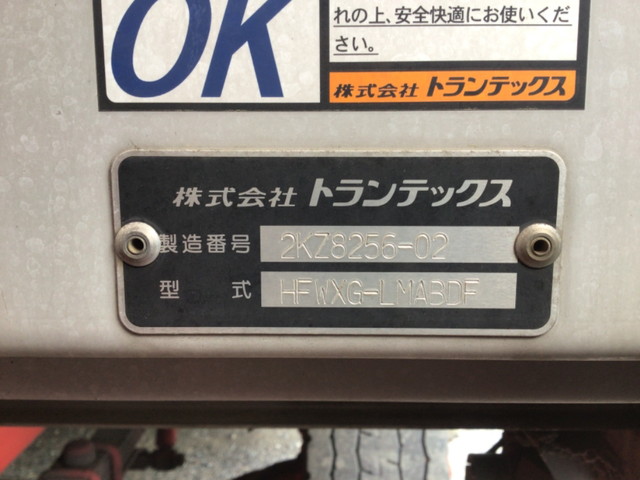 OK
れの上、安全快適にお使いくだ
さい。
株式会社 トランテックス
株式会社 トランテックス
製造番号 2KZ8256-02
型式 HFWXG-LMABDF